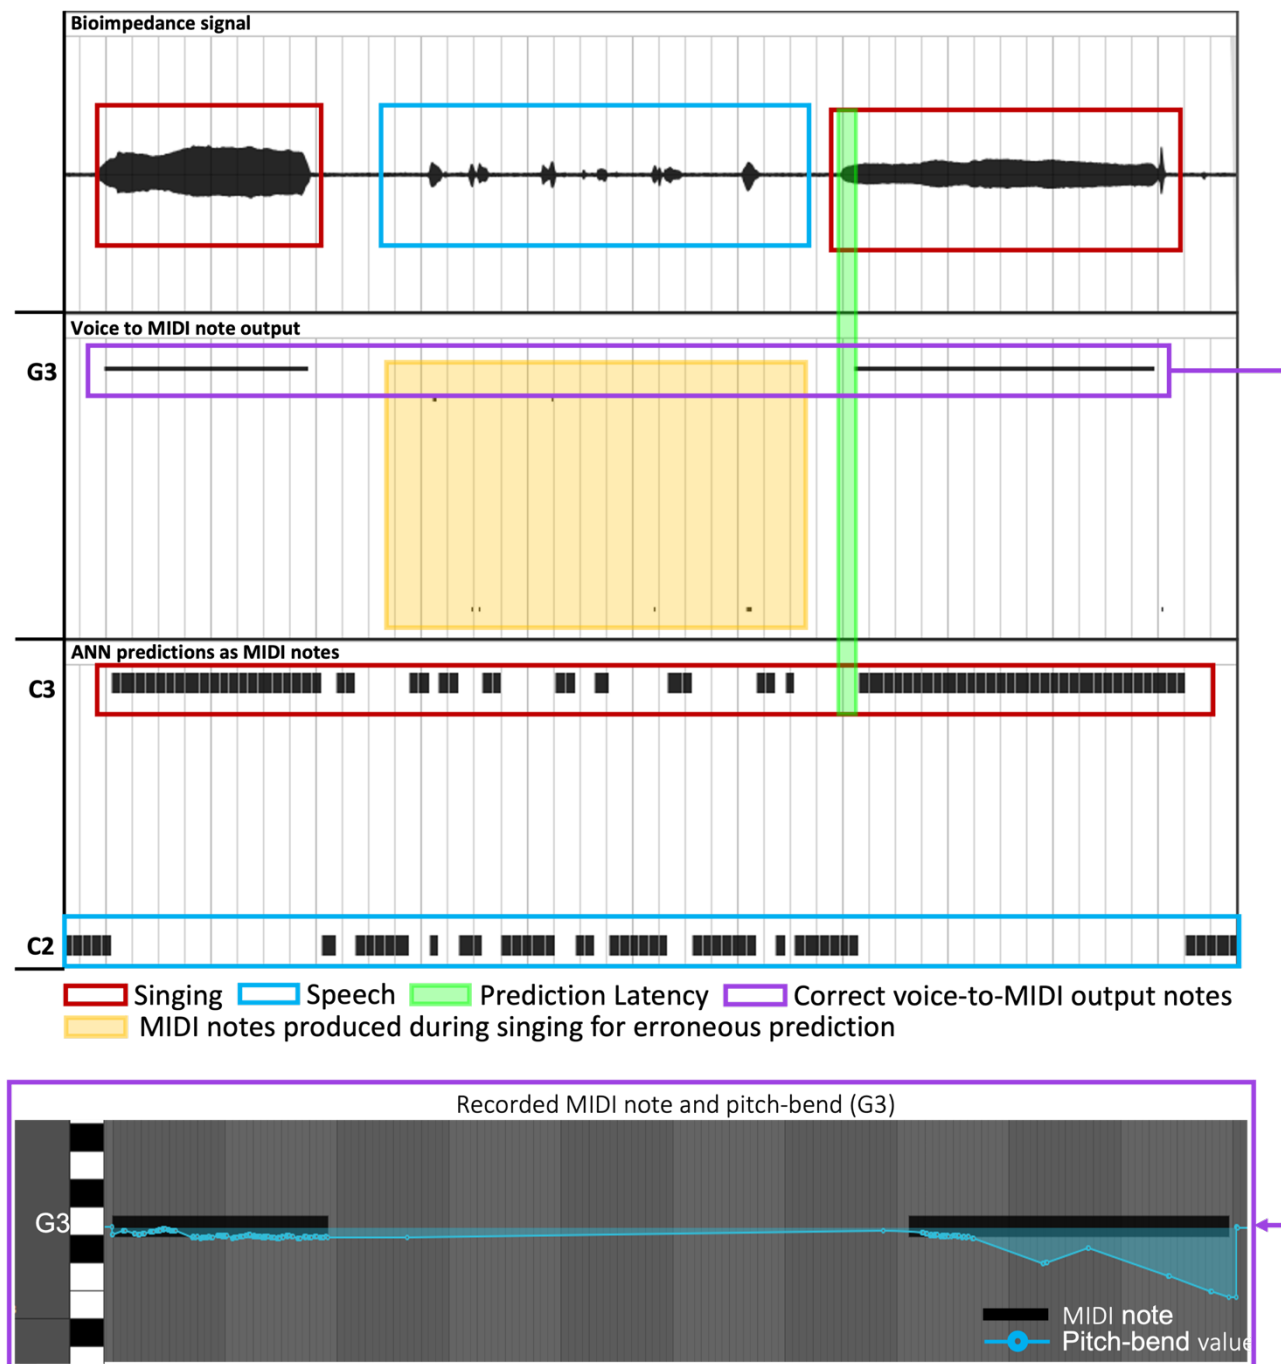 Bioimpedance signal
Voice to MIDI note output
G3
ANN predictions as MIDI notes
C3
C2
Singing Speech Prediction Latency Correct voice-to-MIDI output notes
MIDI notes produced during singing for erroneous prediction
Recorded MIDI note and pitch-bend (G3)
G3
MIDI note
Pitch-bend value